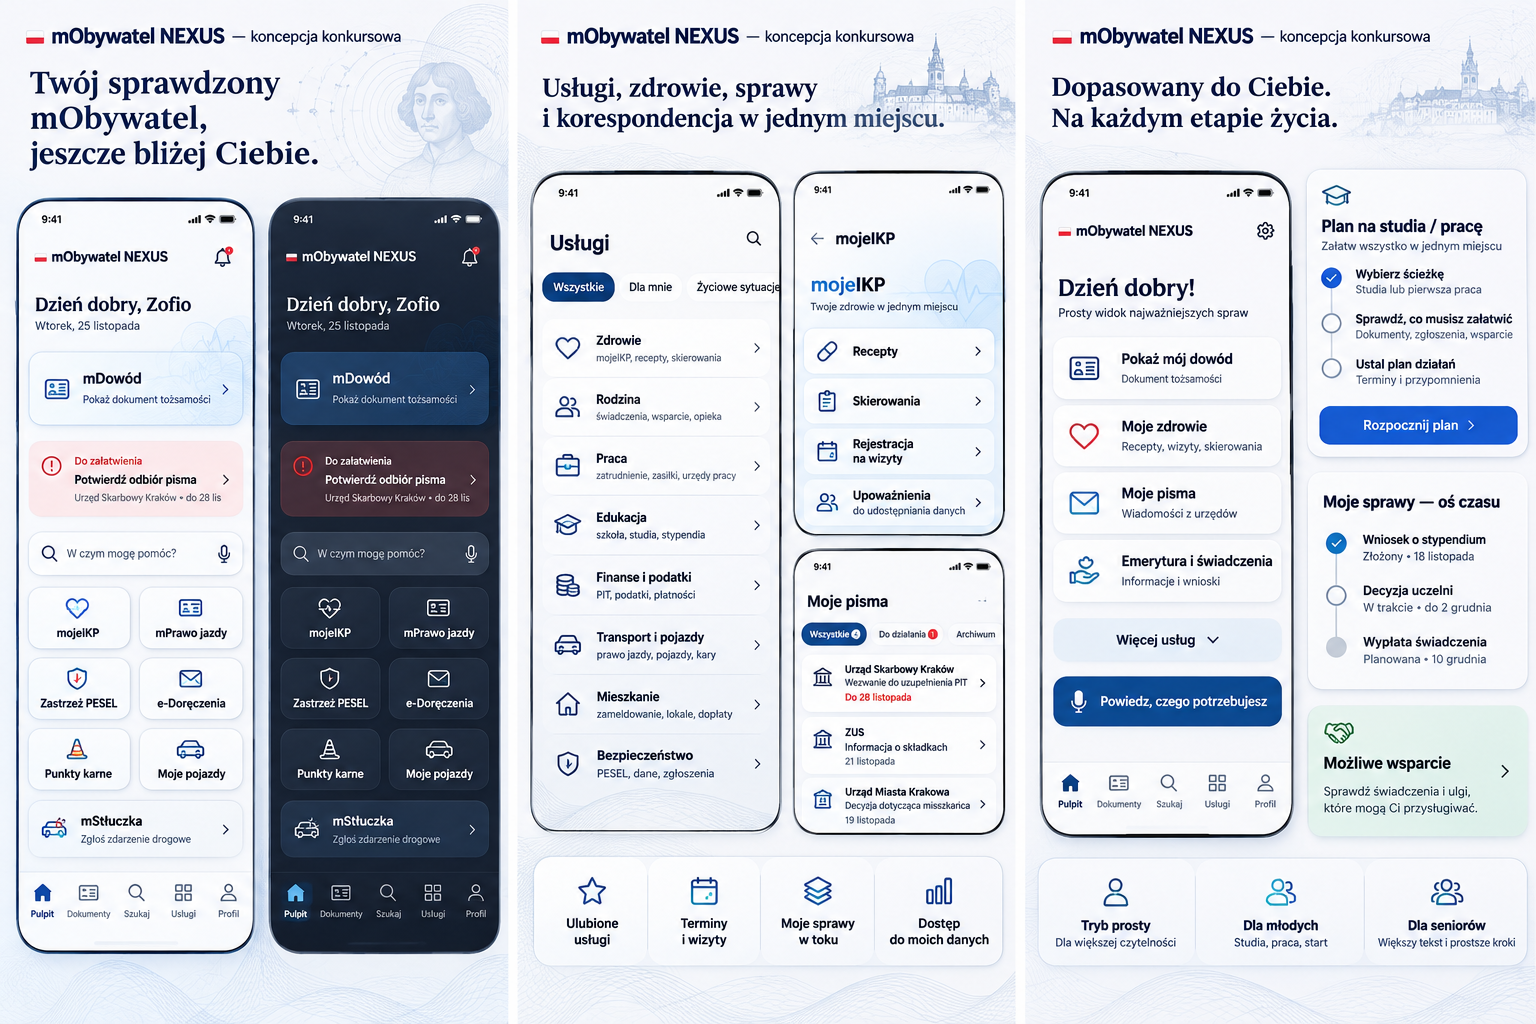 mObywatel NEXUS — koncepcja konkursowa
Twój sprawdzony
mObywatel,
jeszcze bliżej Ciebie.
9:41
mObywatel NEXUS
Dzień dobry, Zofio
Wtorek, 25 listopada
mDowód
Pokaż dokument tożsamości
Do załatwienia
Potwierdź odbiór pisma
Urząd Skarbowy Kraków • do 28 lis
W czym mogę pomóc?
mojeIKP
mPrawo jazdy
Zastrzeż PESEL
e-Doręczenia
Punkty karne
Moje pojazdy
mStłuczka
Zgłoś zdarzenie drogowe
Pulpit
Dokumenty
Szukaj
Usługi
Profil
9:41
mObywatel NEXUS
Dzień dobry, Zofio
Wtorek, 25 listopada
mDowód
Pokaż dokument tożsamości
Do załatwienia
Potwierdź odbiór pisma
Urząd Skarbowy Kraków • do 28 lis
W czym mogę pomóc?
mojeIKP
mPrawo jazdy
Zastrzeż PESEL
e-Doręczenia
Punkty karne
Moje pojazdy
mStłuczka
Zgłoś zdarzenie drogowe
Pulpit
Dokumenty
Szukaj
Usługi
Profil
mObywatel NEXUS — koncepcja konkursowa
Usługi, zdrowie, sprawy
i korespondencja w jednym miejscu.
9:41
Usługi
Wszystkie
Dla mnie
Życiowe sytuacje
Zdrowie
mojeIKP, recepty, skierowania
Rodzina
świadczenia, wsparcie, opieka
Praca
zatrudnienie, zasiłki, urzędy pracy
Edukacja
szkoła, studia, stypendia
Finanse i podatki
PIT, podatki, płatności
Transport i pojazdy
prawo jazdy, pojazdy, kary
Mieszkanie
zameldowanie, lokale, dopłaty
Bezpieczeństwo
PESEL, dane, zgłoszenia
9:41
mojeIKP
mojeIKP
Twoje zdrowie w jednym miejscu
Recepty
Skierowania
Rejestracja
na wizyty
Upoważnienia
do udostępniania danych
9:41
Moje pisma
Wszystkie 4
Do działania 1
Archiwum
Urząd Skarbowy Kraków
Wezwanie do uzupełnienia PIT
Do 28 listopada
ZUS
Informacja o składkach
21 listopada
Urząd Miasta Krakowa
Decyzja dotycząca mieszkańca
19 listopada
Ulubione
usługi
Terminy
i wizyty
Moje sprawy
w toku
Dostęp
do moich danych
mObywatel NEXUS — koncepcja konkursowa
Dopasowany do Ciebie.
Na każdym etapie życia.
9:41
mObywatel NEXUS
Dzień dobry!
Prosty widok najważniejszych spraw
Pokaż mój dowód
Dokument tożsamości
Moje zdrowie
Recepty, wizyty, skierowania
Moje pisma
Wiadomości z urzędów
Emerytura i świadczenia
Informacje i wnioski
Więcej usług
Powiedz, czego potrzebujesz
Pulpit
Dokumenty
Szukaj
Usługi
Profil
Plan na studia / pracę
Załatw wszystko w jednym miejscu
Wybierz ścieżkę
Studia lub pierwsza praca
Sprawdź, co musisz załatwić
Dokumenty, zgłoszenia, wsparcie
Ustal plan działań
Terminy i przypomnienia
Rozpocznij plan
Moje sprawy — oś czasu
Wniosek o stypendium
Złożony • 18 listopada
Decyzja uczelni
W trakcie • do 2 grudnia
Wypłata świadczenia
Planowana • 10 grudnia
Możliwe wsparcie
Sprawdź świadczenia i ulgi,
które mogą Ci przysługiwać.
Tryb prosty
Dla większej czytelności
Dla młodych
Studia, praca, start
Dla seniorów
Większy tekst i prostsze kroki